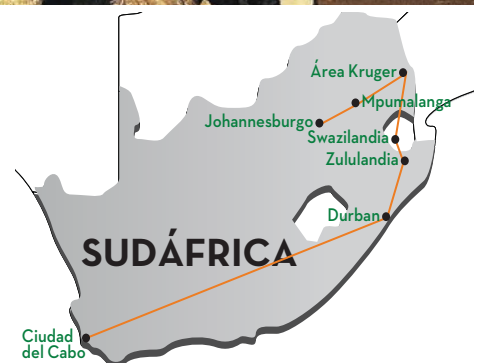 Área Kruger
Mpumalanga
Johannesburgo
Swazilandia
Zululandia
Durban
SUDÁFRICA
Ciudad
del Cabo